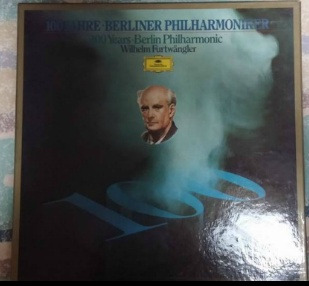 100 JAHRE·BERLINER PHILHARMONIKER
100 Years·Berlin Philharmonic
Wilhelm Furtwängler
100